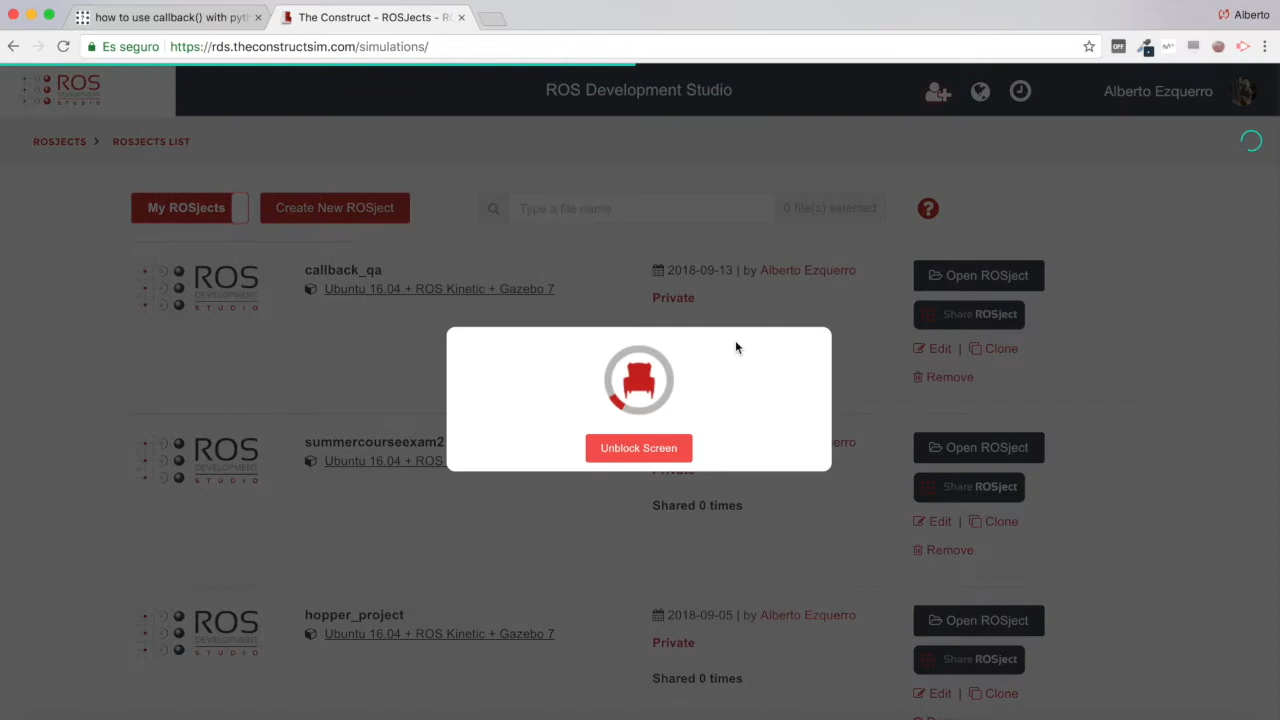 how to use callback() with pyth
The Construct - ROSJects - RO
Alberto
Es seguro
https://rds.theconstructsim.com/simulations/
OFF
ROS
DEVELOPMENT
STUDIO
ROS Development Studio
Alberto Ezquerro
ROSJECTS
ROSJECTS LIST
My ROSjects
Create New ROSject
Type a file name
0 file(s) selected
?
ROS
DEVELOPMENT
STUDIO
callback_qa
Ubuntu 16.04 + ROS Kinetic + Gazebo 7
2018-09-13 | by Alberto Ezquerro
Private
Open ROSject
Share ROSject
Edit | Clone
Remove
Unblock Screen
ROS
DEVELOPMENT
STUDIO
summercourseexam2
Ubuntu 16.04 + ROS
Private
Shared 0 times
Open ROSject
Share ROSject
Edit | Clone
Remove
ROS
DEVELOPMENT
STUDIO
hopper_project
Ubuntu 16.04 + ROS Kinetic + Gazebo 7
2018-09-05 | by Alberto Ezquerro
Private
Shared 0 times
Open ROSject
Share ROSject
Edit | Clone